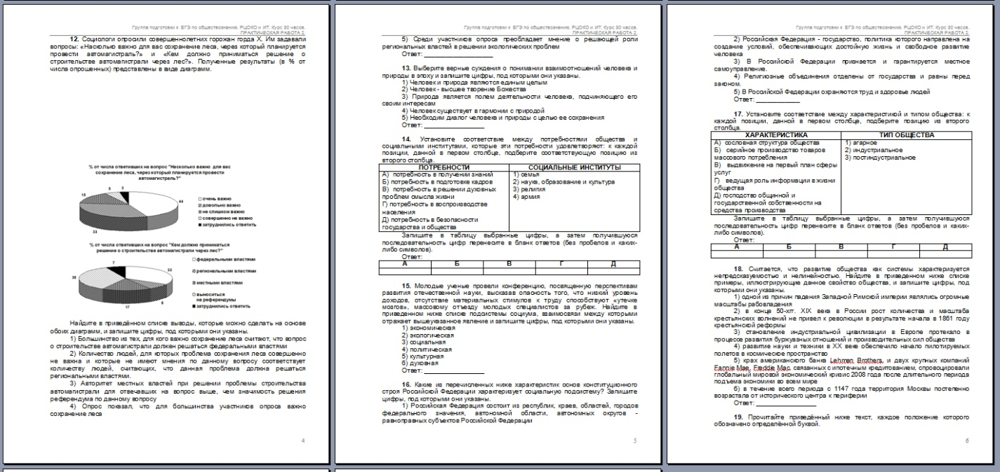 Группа подготовки к ЕГЭ по обществознанию. РЦОКО и ИТ. Курс 80 часов.
ПРАКТИЧЕСКАЯ РАБОТА 2.
12. Социологи опросили совершеннолетних горожан горда Х. Им задавали
вопросы: «Насколько важно для вас сохранение леса, через который планируется
провести автомагистраль?» и «Кем должно приниматься решение о
строительстве автомагистрали через лес?». Полученные результаты (в % от
числа опрошенных) представлены в виде диаграмм.
% от числа ответивших на вопрос "Насколько важно для вас
сохранение леса, через который планируется провести
автомагистраль?"
15
3
44
33
очень важно
довольно важно
не слишком важно
совершенно не важно
затруднились ответить
% от числа ответивших на вопрос "Кем должно приниматься
решение о строительстве автомагистрали через лес?"
7
33
35
17
8
федеральными властями
региональными властями
местными властями
выноситься
на референдумы
затруднились ответить
Найдите в приведённом списке выводы, которые можно сделать на основе
обоих диаграмм, и запишите цифры, под которыми они указаны.
1) Большинство из тех, для кого важно сохранение леса считают, что вопрос
о строительстве автомагистрали должен решаться федеральными властями
2) Количество людей, для которых проблема сохранения леса совершенно
не важна и которые не имеют мнения по данному вопросу соответствует
количеству людей, считающих, что данная проблема должна решаться
региональными властями.
3) Авторитет местных властей при решении проблемы строительства
автомагистрали для отвечавших на вопрос выше, чем значимость решения
референдума по данному вопросу
4) Опрос показал, что для большинства участников опроса важно
сохранение леса
4
Группа подготовки к ЕГЭ по обществознанию. РЦОКО и ИТ. Курс 80 часов.
ПРАКТИЧЕСКАЯ РАБОТА 2.
5) Среди участников опроса преобладает мнение о решающей роли
региональных властей в решении экологических проблем
Ответ: ____________________
13. Выберите верные суждения о понимании взаимоотношений человека и
природы в эпоху и запишите цифры, под которыми они указаны.
1) Человек и природа являются единым целым
2) Человек - высшее творение Божества
3) Природа является полем деятельности человека, подчиняющего его
своим интересам
4) Человек существует в гармонии с природой
5) Необходим диалог человека и природы с целью ее сохранения
Ответ: __________________
14. Установите соответствие между потребностями общества и
социальными институтами, которые эти потребности удовлетворяют: к каждой
позиции, данной в первом столбце, подберите соответствующую позицию из
второго столбца.
ПОТРЕБНОСТИ СОЦИАЛЬНЫЕ ИНСТИТУТЫ
А) потребность в получении знаний 1) семья
Б) потребность в подготовке кадров 2) наука, образование и культура
В) потребность в решении духовных 3) религия
проблем смысла жизни 4) армия
Г) потребность в воспроизводстве
населения
Д) потребность в безопасности
государства и общества
Запишите в таблицу выбранные цифры, а затем получившуюся
последовательность цифр перенесите в бланк ответов (без пробелов и каких-
либо символов).
Ответ:
А Б В Г Д
15. Молодые ученые провели конференцию, посвященную перспективам
развития отечественной науки, высказав опасность того, что низкий уровень
доходов, отсутствие материальных стимулов к труду способствуют «утечке
мозгов», массовому отъезду молодых специалистов за рубеж. Найдите в
приведенном ниже списке подсистемы социума, взаимосвязи между которыми
отражает вышеуказанное явление и запишите цифры, под которыми они указаны.
1) экономическая
2) экологическая
3) социальная
4) политическая
5) культурная
6) духовная
Ответ: __________________
16. Какие из перечисленных ниже характеристик основ конституционного
строя Российской Федерации характеризует социальную подсистему? Запишите
цифры, под которыми они указаны.
1) Российская Федерация состоит из республик, краев, областей, городов
федерального значения, автономной области, автономных округов -
равноправных субъектов Российской Федерации
5
Группа подготовки к ЕГЭ по обществознанию. РЦОКО и ИТ. Курс 80 часов.
ПРАКТИЧЕСКАЯ РАБОТА 2.
2) Российская Федерация - государство, политика которого направлена на
создание условий, обеспечивающих достойную жизнь и свободное развитие
человека
3) В Российской Федерации признается и гарантируется местное
самоуправление.
4) Религиозные объединения отделены от государства и равны перед
законом.
5) В Российской Федерации охраняются труд и здоровье людей
Ответ: _____________
17. Установите соответствие между характеристикой и типом общества: к
каждой позиции, данной в первом столбце, подберите позицию из второго
столбца.
ХАРАКТЕРИСТИКА ТИП ОБЩЕСТВА
А) сословная структура общества 1) аграрное
Б) серийное производство товаров 2) индустриальное
массового потребления 3) постиндустриальное
В) выдвижение на первый план сферы
услуг
Г) ведущая роль информации в жизни
общества
Д) господство общинной и
государственной собственности на
средства производства
Запишите в таблицу выбранные цифры, а затем получившуюся
последовательность цифр перенесите в бланк ответов (без пробелов и каких-
либо символов).
Ответ:
А Б В Г Д
18. Считается, что развитие общества как системы характеризуется
непредсказуемостью и нелинейностью. Найдите в приведенном ниже списке
примеры, иллюстрирующие данное свойство общества, и запишите цифры, под
которыми они указаны.
1) одной из причин падения Западной Римской империи являлись огромные
масштабы рабовладения
2) в конце 50-хгг. XIX века в России рост количества и масштаба
крестьянских волнений не привел к революции в результате начала в 1861 году
крестьянской реформы
3) становление индустриальной цивилизации в Европе протекало в
процессе развития буржуазных отношений и производительных сил общества
4) развитие науки и техники в XX веке обеспечило начало пилотируемых
полетов в космическое пространство
5) крах американского банка Lehman Brothers, и двух крупных компаний
Fannie Mae, Freddie Mac, связанных с ипотечным кредитованием, спровоцировали
глобальный мировой экономический кризис 2008 года после длительного периода
подъема экономики во всем мире
6) в течение всего периода с 1147 года территория Москвы постепенно
возрастала от исторического центра к периферии
Ответ: __________________
19. Прочитайте приведённый ниже текст, каждое положение которого
обозначено определённой буквой.
6